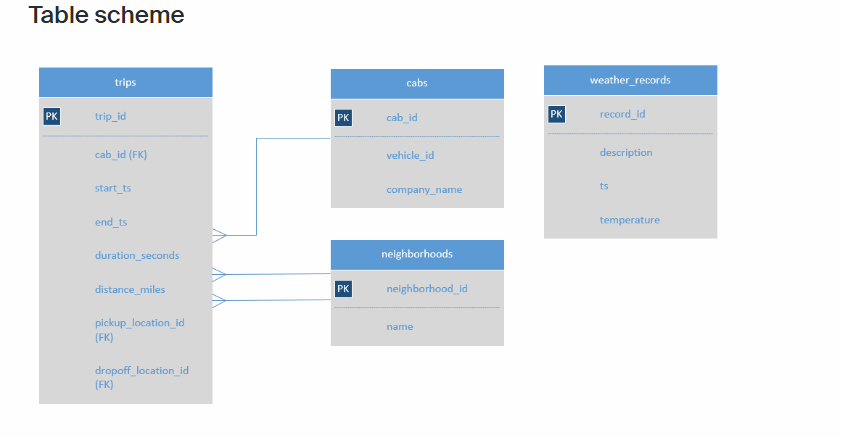 Table scheme
trips
PK trip_id
cab_id (FK)
start_ts
end_ts
duration_seconds
distance_miles
pickup_location_id
(FK)
dropoff_location_id
(FK)
cabs
PK cab_id
vehicle_id
company_name
neighborhoods
PK neighborhood_id
name
weather_records
PK record_id
description
ts
temperature